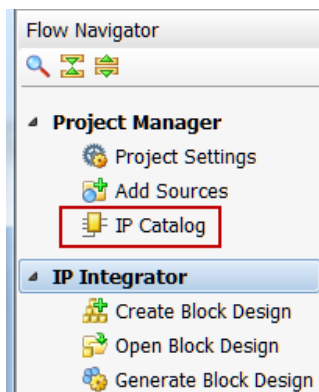 Flow Navigator
Project Manager
Project Settings
Add Sources
IP Catalog
IP Integrator
Create Block Design
Open Block Design
Generate Block Design